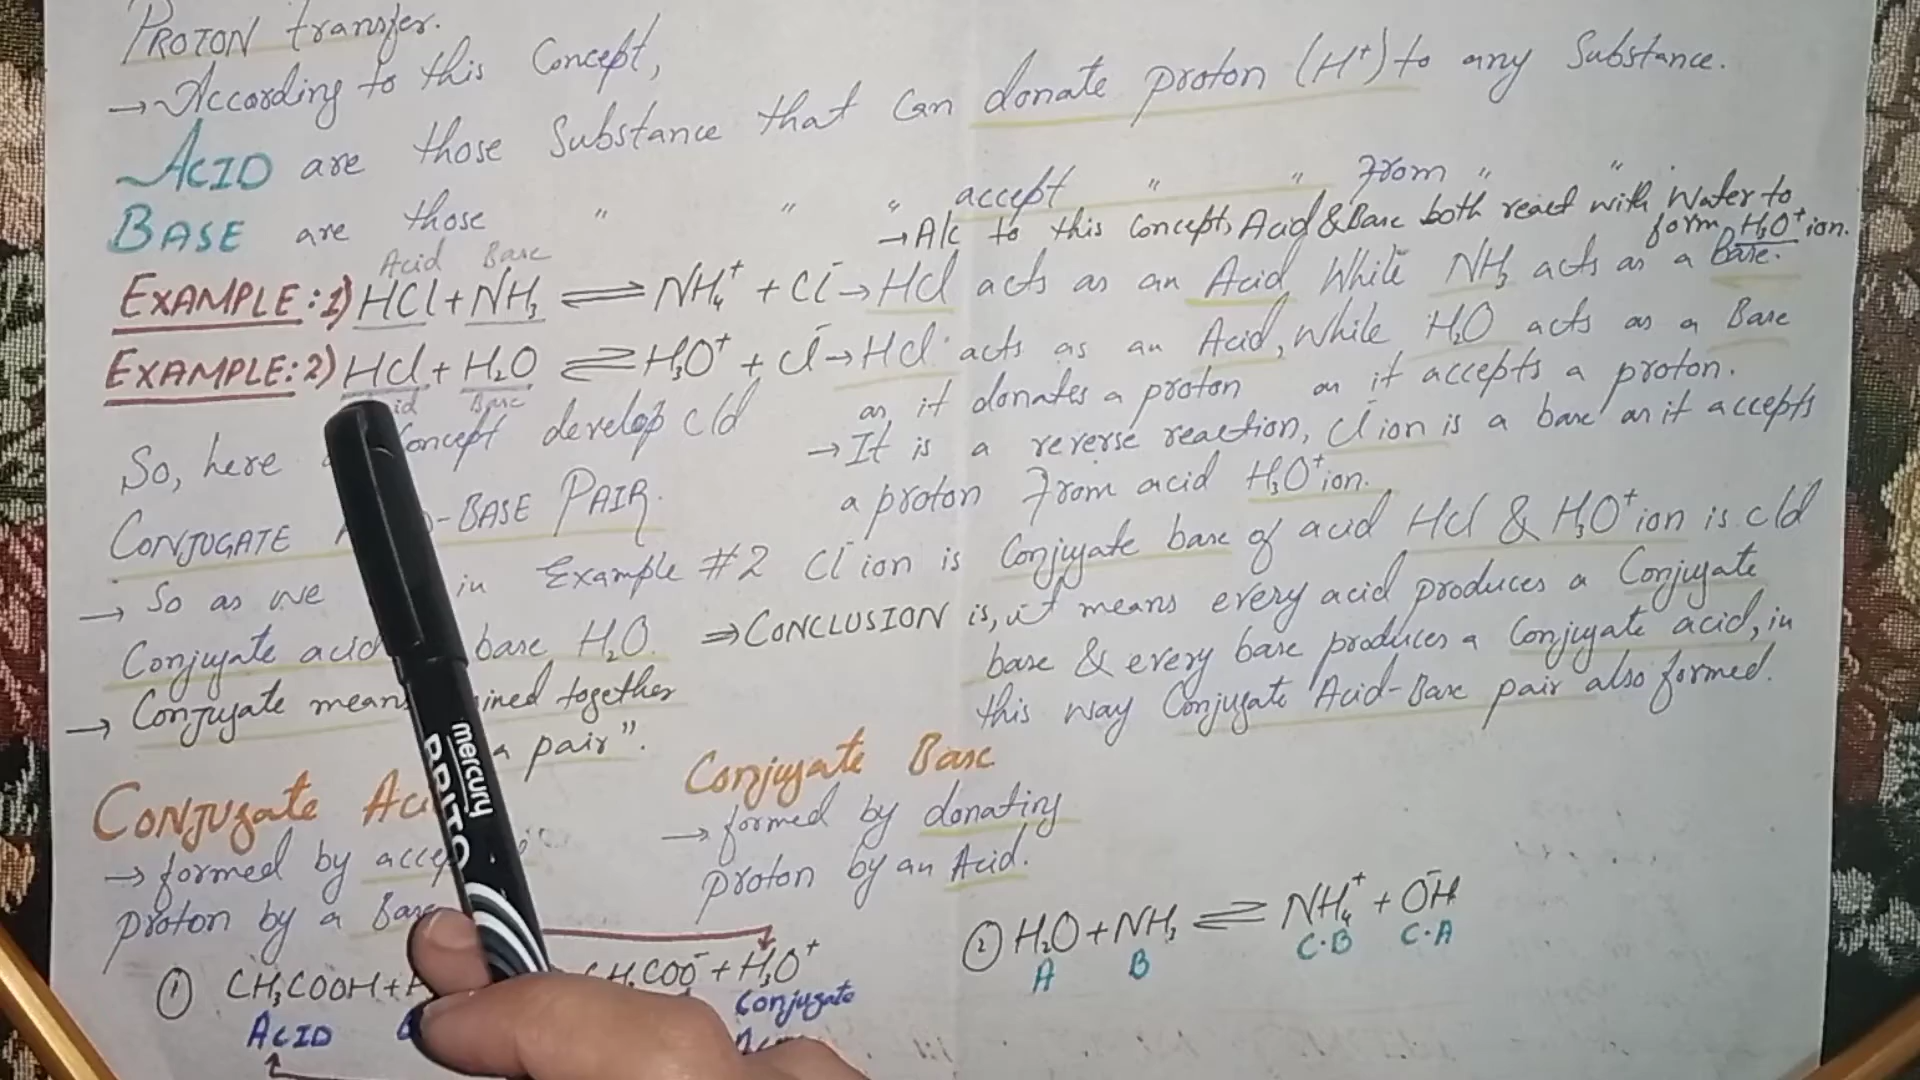 PROTON transfer.
→ According to this Concept,
ACID are those Substance that can donate proton (H⁺) to any Substance.
BASE are those " " " accept " " From " "
→ A/c to this concept, Acid & Base both react with Water to form H₃O⁺ ion.
Acid Base
EXAMPLE: 1) HCl + NH₃ ⇌ NH₄⁺ + Cl⁻ → HCl acts as an Acid While NH₃ acts as a Base.
EXAMPLE: 2) HCl + H₂O ⇌ H₃O⁺ + Cl⁻ → HCl acts as an Acid, While H₂O acts as a Base
Base
as it donates a proton as it accepts a proton.
So, here Concept develop c/d
CONJUGATE -BASE PAIR.
→ It is a reverse reaction, Cl⁻ ion is a base as it accepts
a proton From acid H₃O⁺ ion.
→ So as we in Example #2 Cl⁻ ion is Conjugate base of acid HCl & H₃O⁺ ion is c/d
Conjugate acid base H₂O. ⇒ CONCLUSION is, it means every acid produces a Conjugate
base & every base produces a Conjugate acid, in
this way Conjugate Acid-Base pair also formed.
→ Conjugate means together
a pair".
CONJUgate
→ formed by
proton by a Base
Conjugate Base
→ formed by donating
proton by an Acid.
① CH₃COOH + COO⁻ + H₃O⁺
ACID Conjugate
② H₂O + NH₃ ⇌ NH₄⁺ + OH⁻
A B C.B C.A
mercury